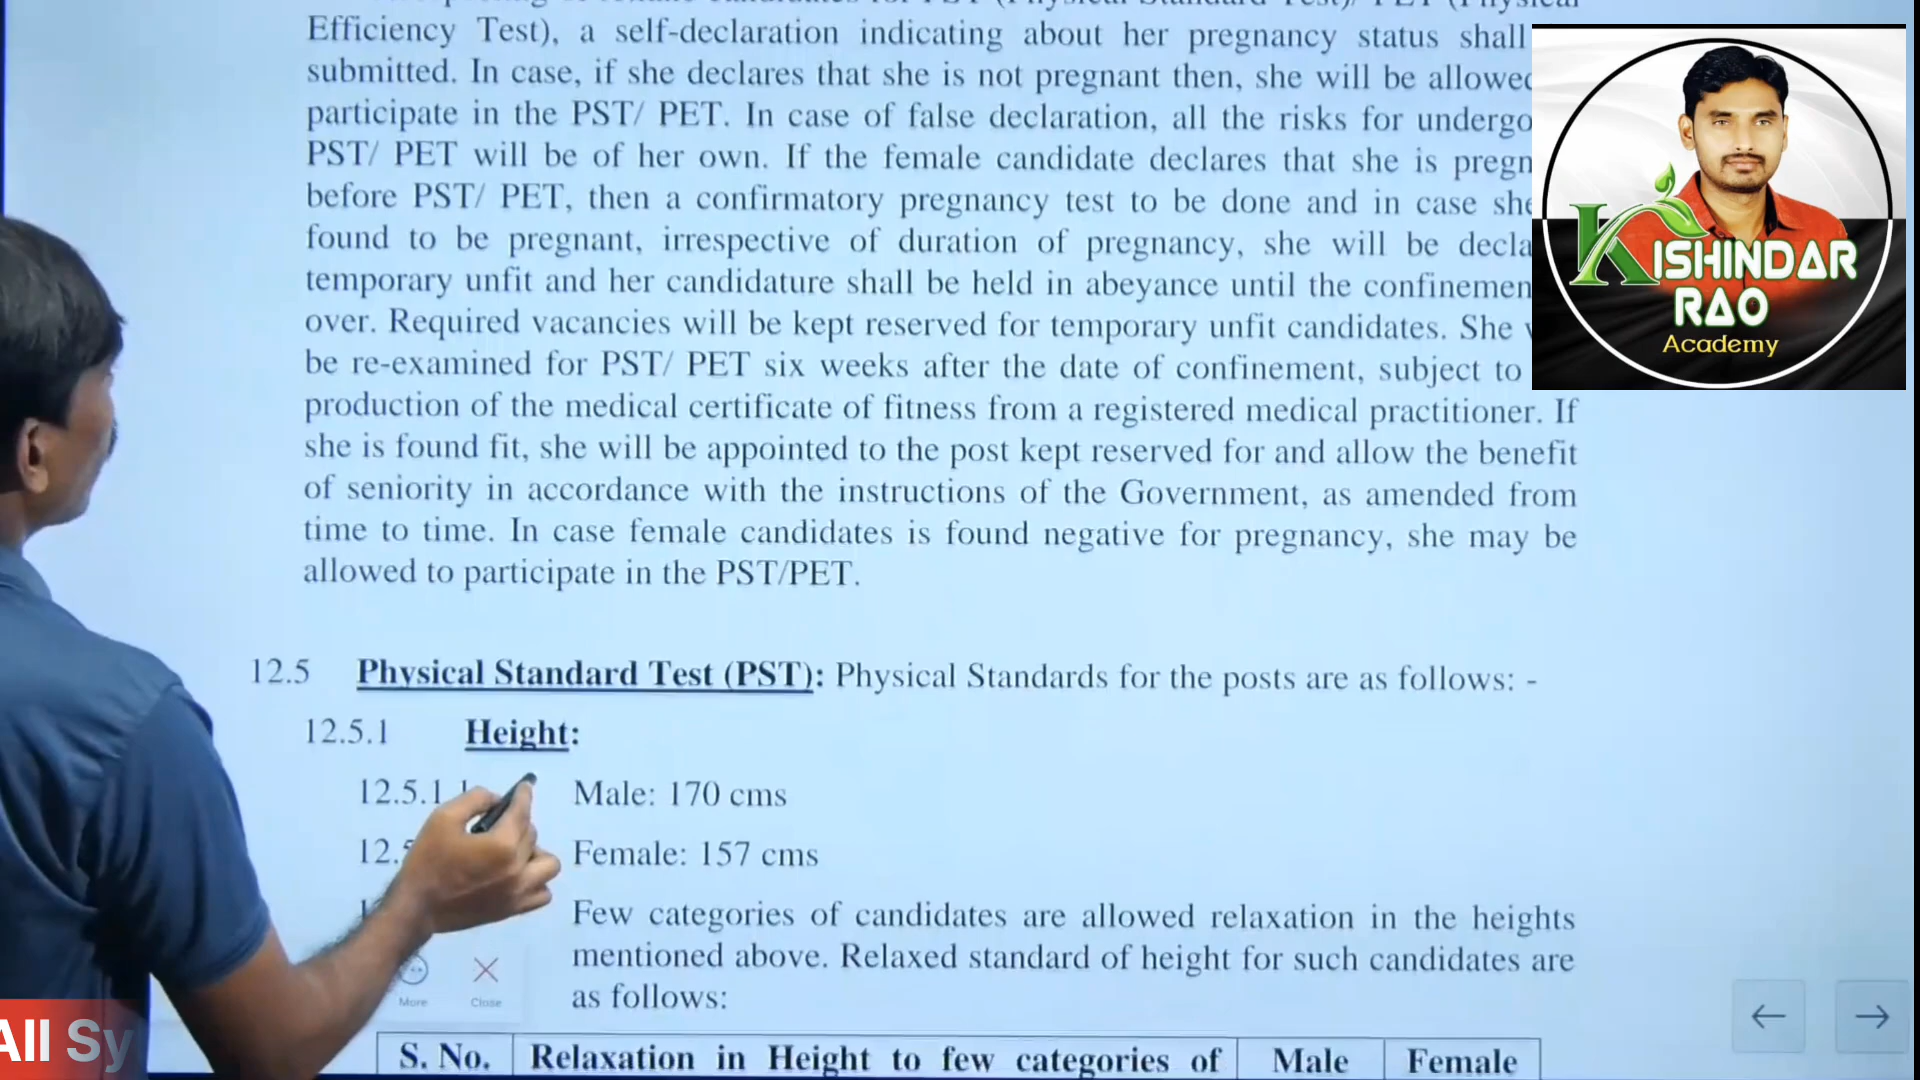 Efficiency Test), a self-declaration indicating about her pregnancy status shall
submitted. In case, if she declares that she is not pregnant then, she will be allowed
participate in the PST/ PET. In case of false declaration, all the risks for undergo
PST/ PET will be of her own. If the female candidate declares that she is pregn
before PST/ PET, then a confirmatory pregnancy test to be done and in case she
found to be pregnant, irrespective of duration of pregnancy, she will be decla
temporary unfit and her candidature shall be held in abeyance until the confinemen
over. Required vacancies will be kept reserved for temporary unfit candidates. She
be re-examined for PST/ PET six weeks after the date of confinement, subject to
production of the medical certificate of fitness from a registered medical practitioner. If
she is found fit, she will be appointed to the post kept reserved for and allow the benefit
of seniority in accordance with the instructions of the Government, as amended from
time to time. In case female candidates is found negative for pregnancy, she may be
allowed to participate in the PST/PET.
12.5 Physical Standard Test (PST): Physical Standards for the posts are as follows: -
12.5.1 Height:
12.5.1 Male: 170 cms
12. Female: 157 cms
Few categories of candidates are allowed relaxation in the heights
mentioned above. Relaxed standard of height for such candidates are
as follows:
S. No. Relaxation in Height to few categories of Male Female
More Close
All Sy
KISHINDAR
RAO
Academy